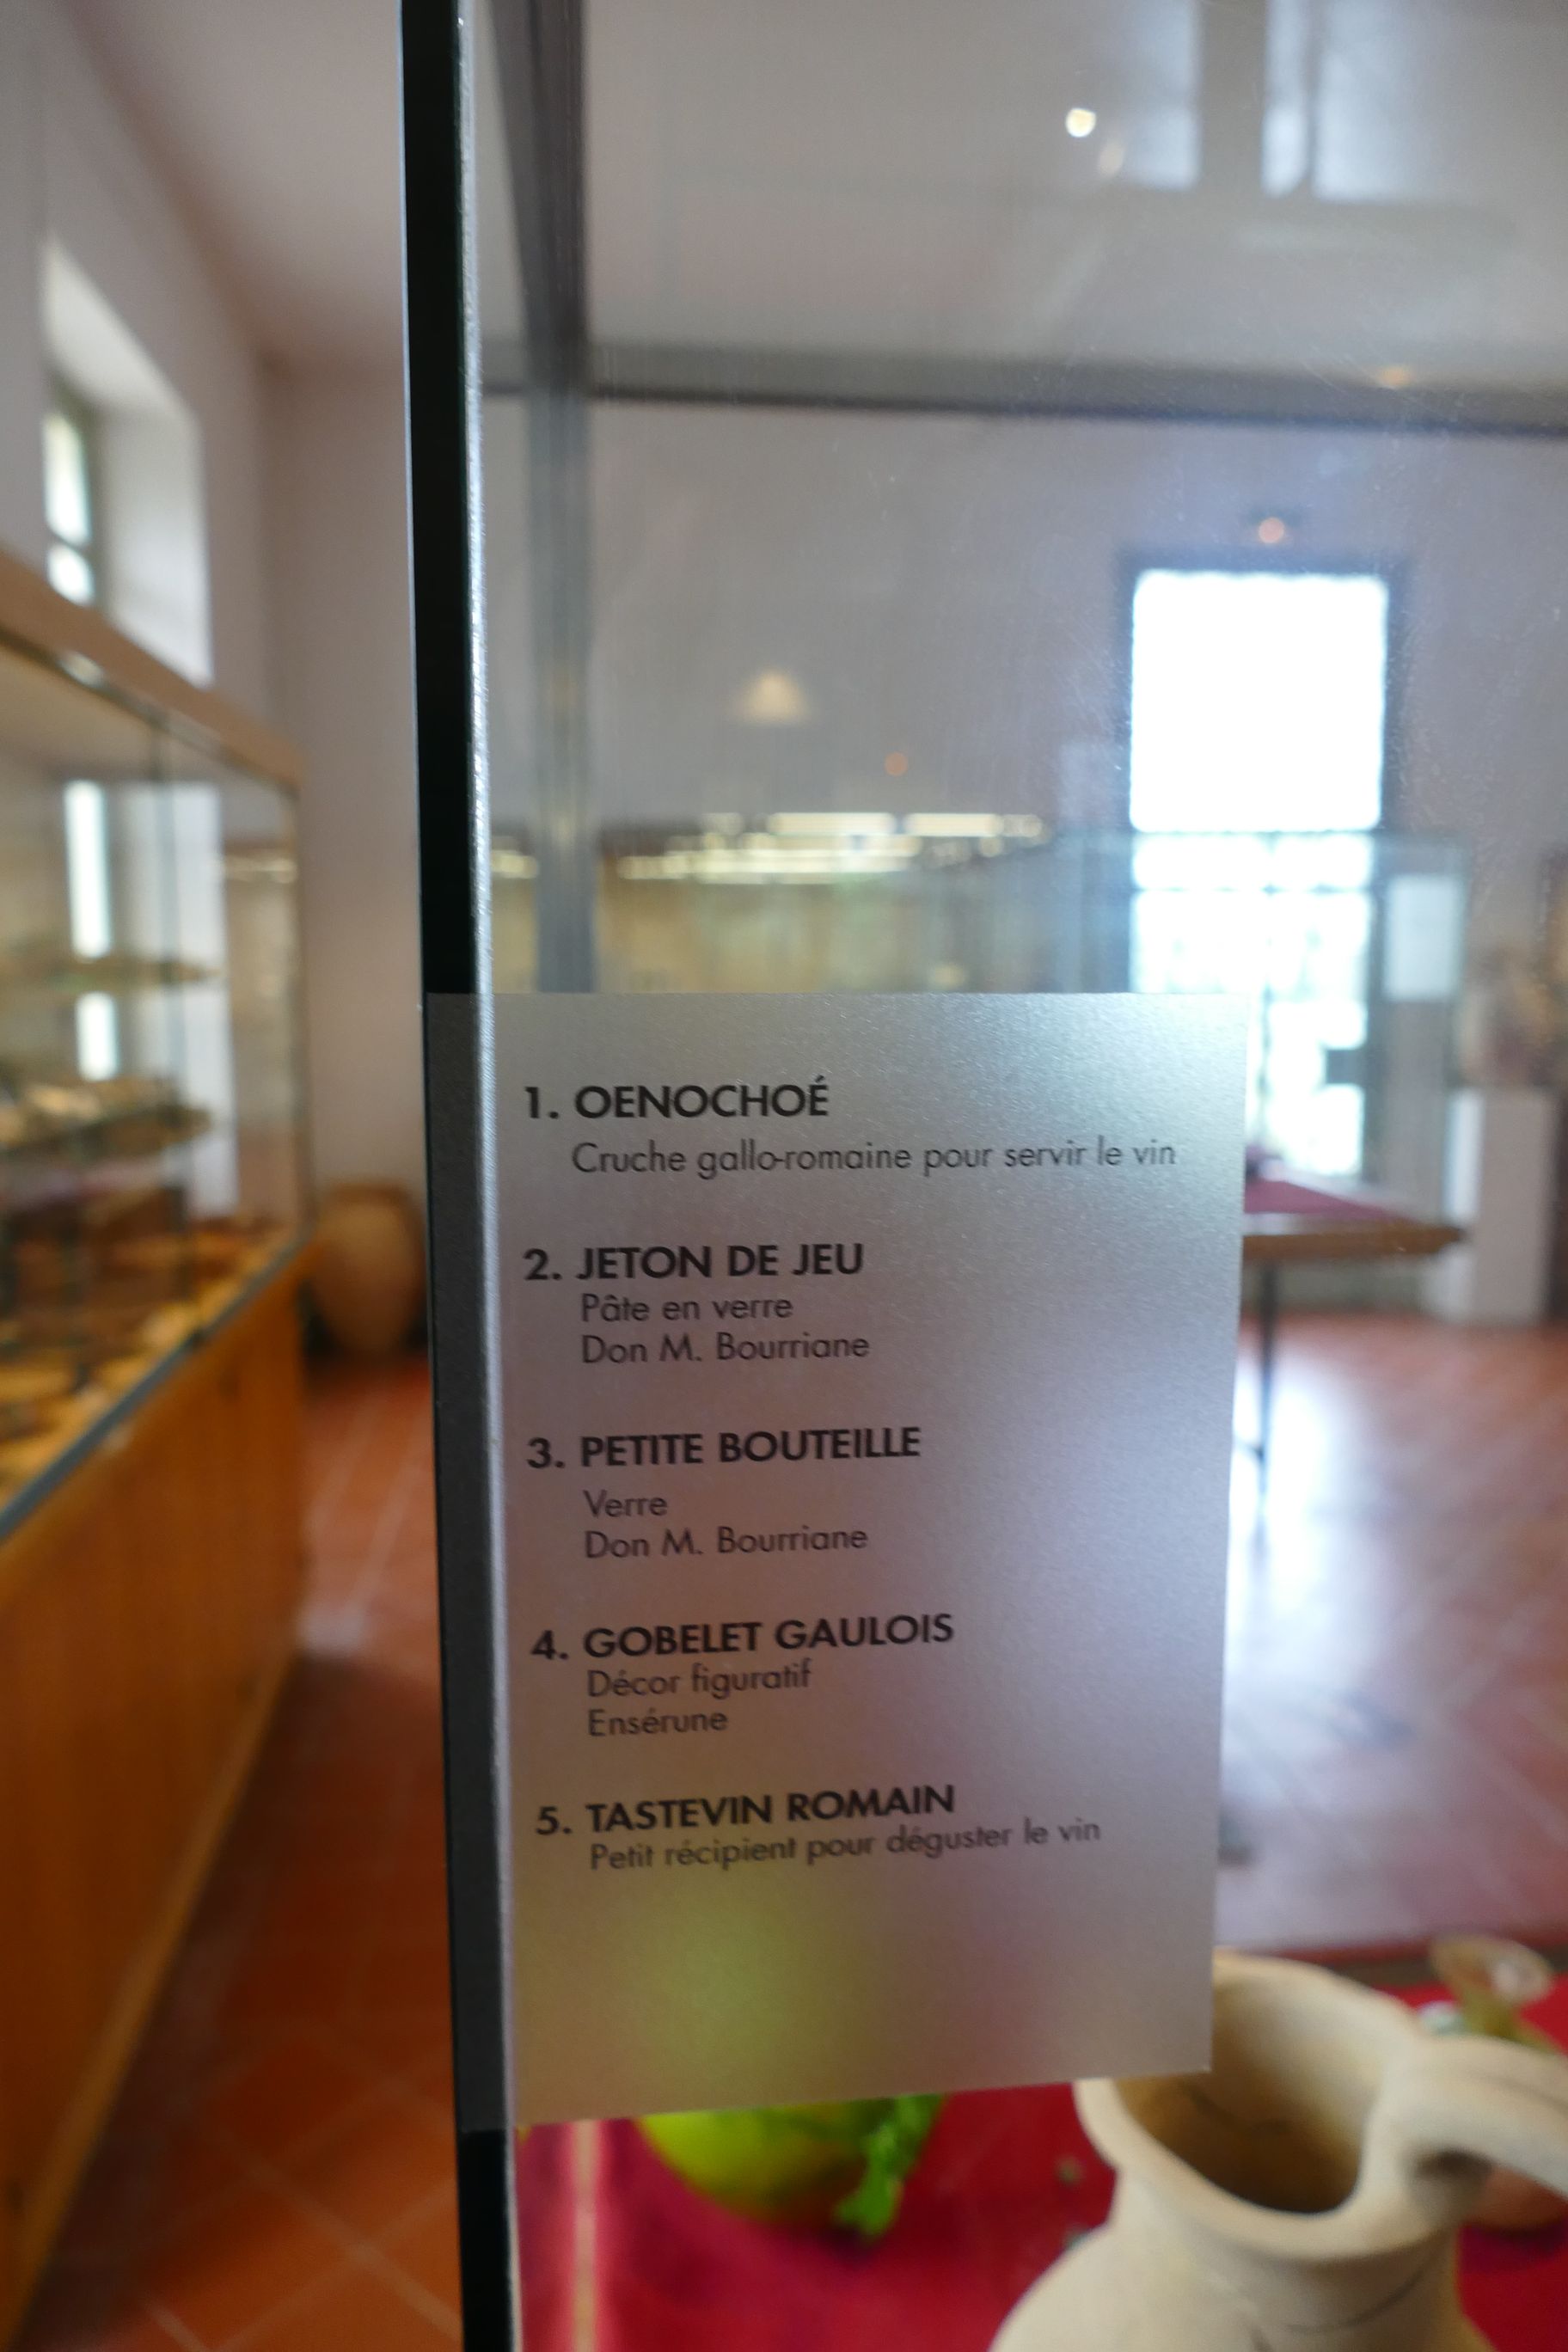 1. OENOCHOÉ
Cruche gallo-romaine pour servir le vin
2. JETON DE JEU
Pâte en verre
Don M. Bourriane
3. PETITE BOUTEILLE
Verre
Don M. Bourriane
4. GOBELET GAULOIS
Décor figuratif
Ensérune
5. TASTEVIN ROMAIN
Petit récipient pour déguster le vin